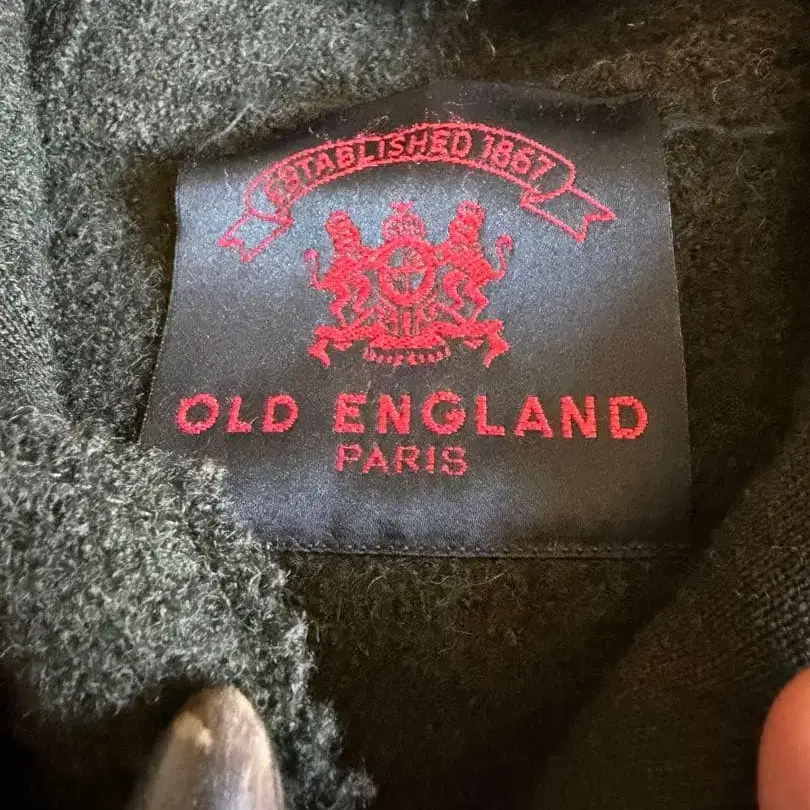 ESTABLISHED 1867
OLD ENGLAND
PARIS